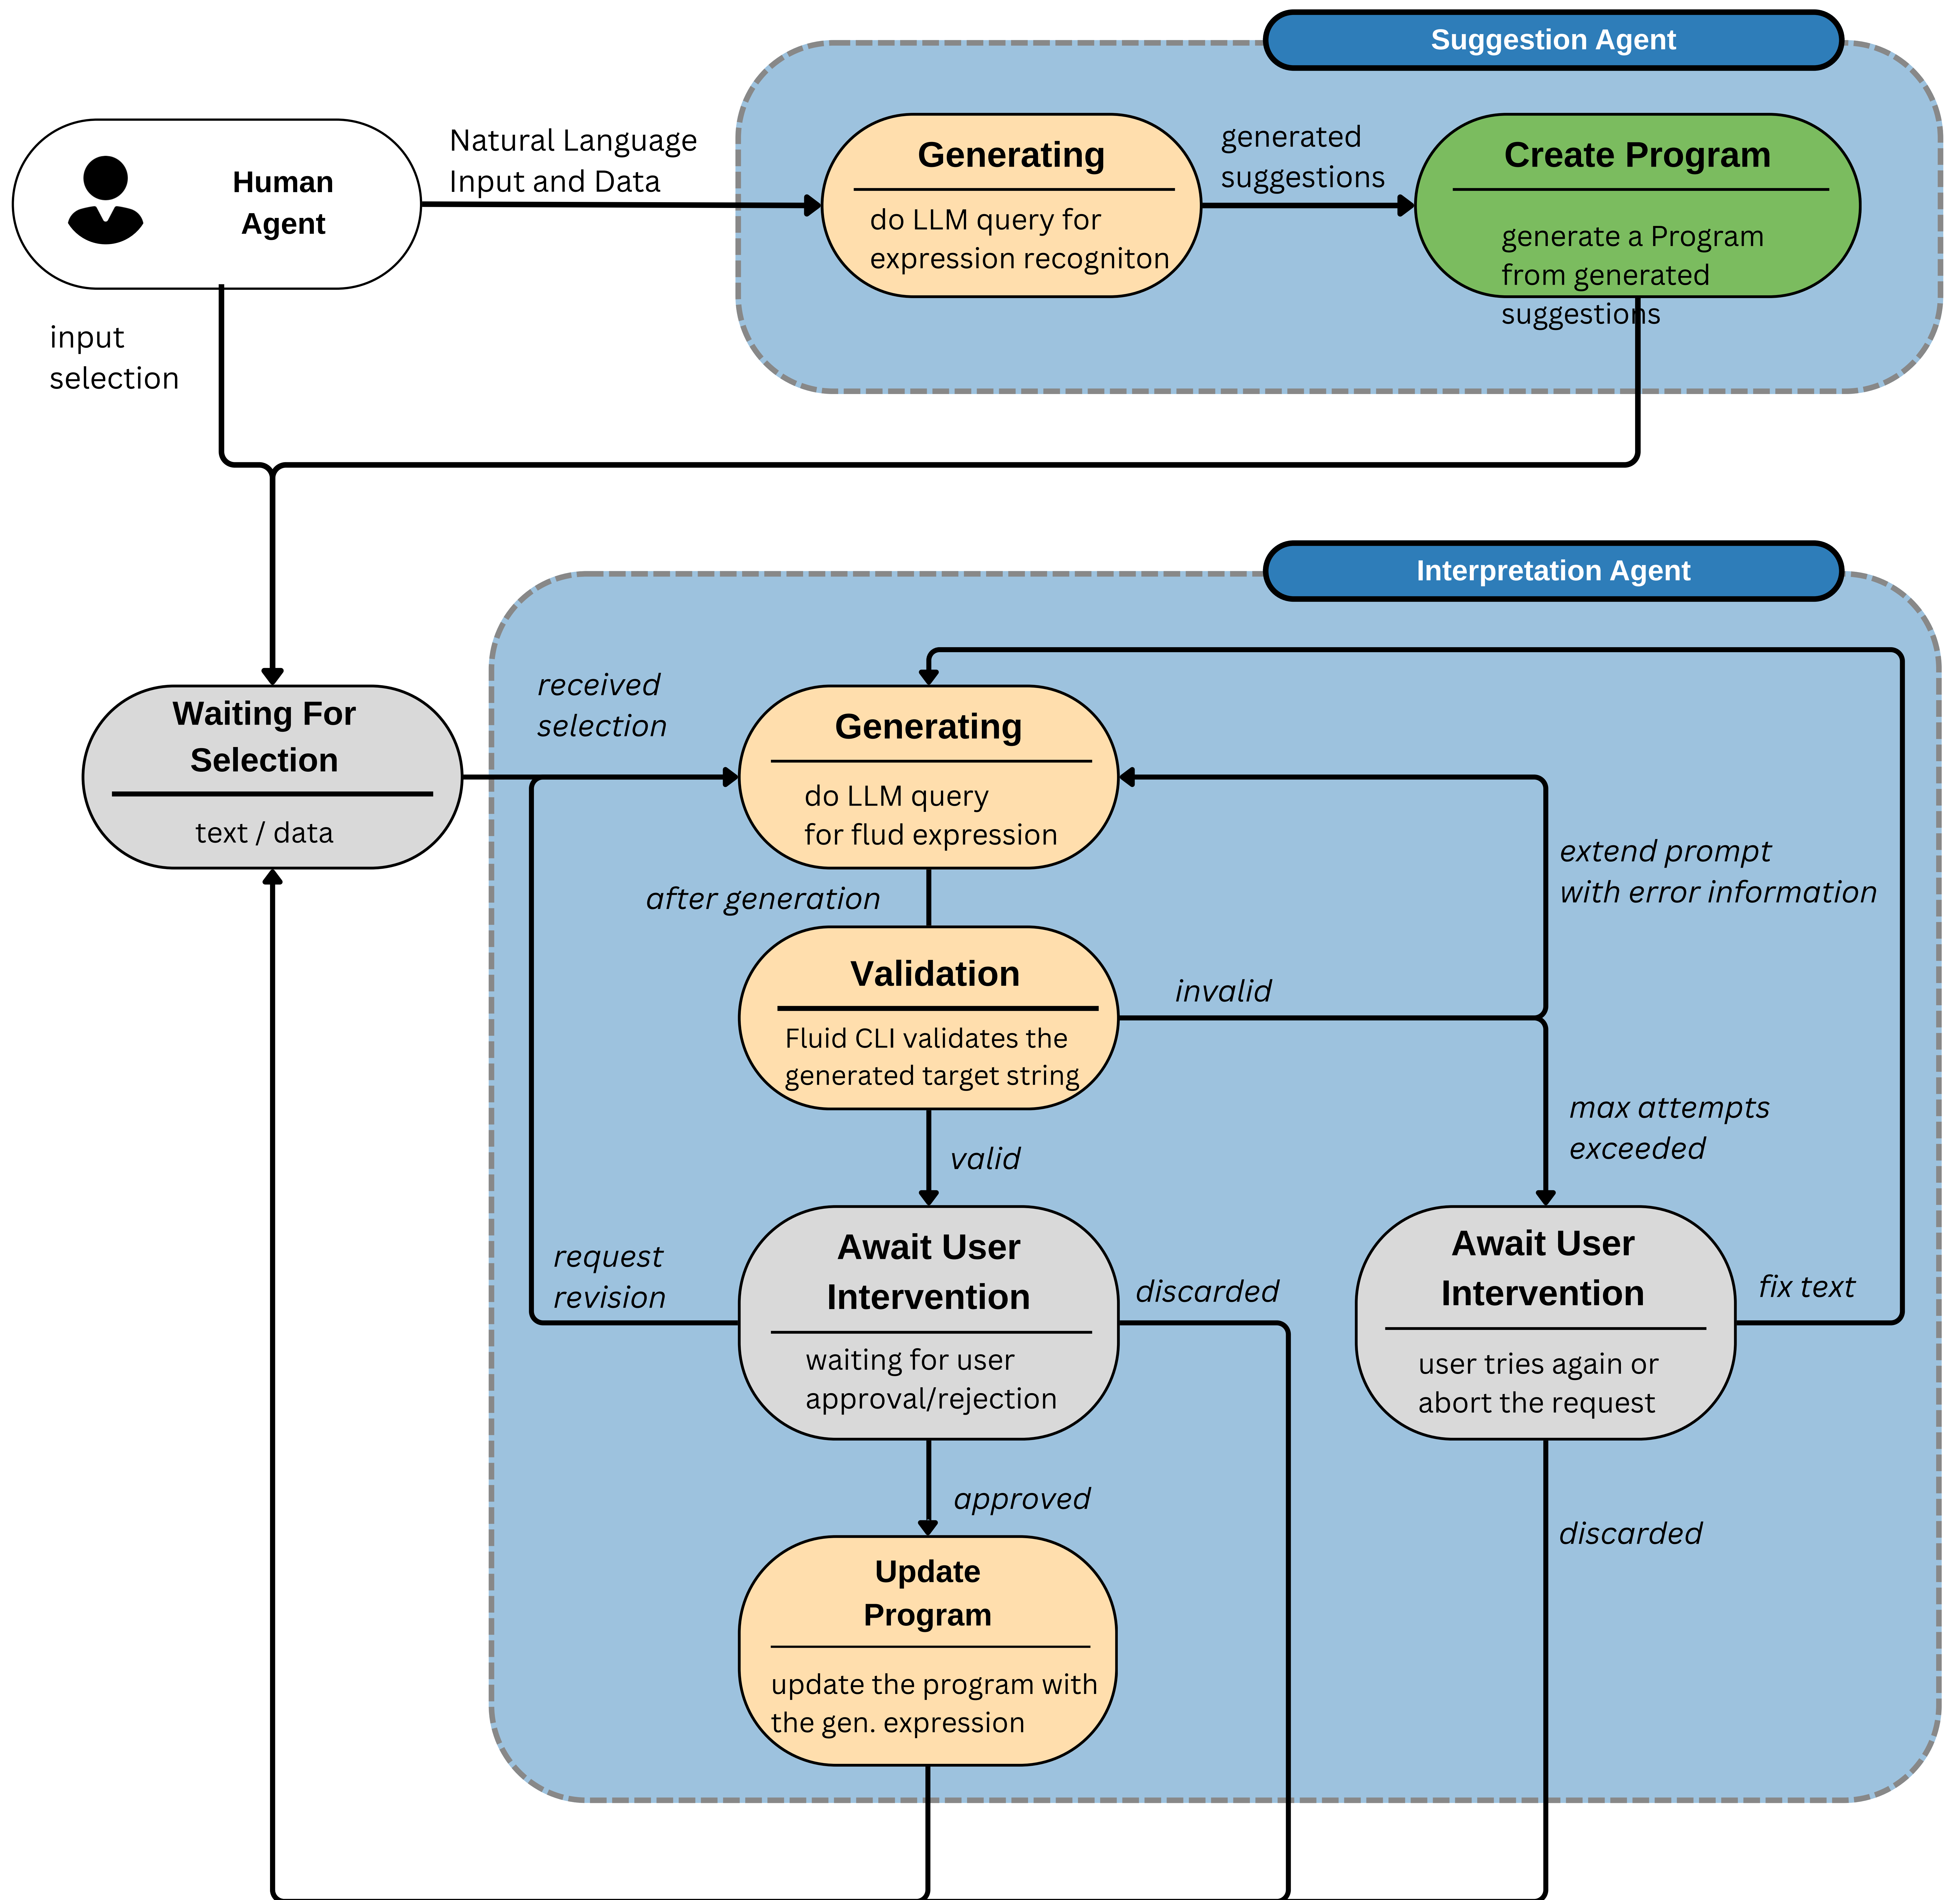 Suggestion Agent
Human
Agent
Natural Language
Input and Data
Generating
do LLM query for
expression recogniton
generated
suggestions
Create Program
generate a Program
from generated
suggestions
input
selection
Interpretation Agent
Waiting For
Selection
text / data
received
selection
Generating
do LLM query
for flud expression
extend prompt
with error information
after generation
Validation
Fluid CLI validates the
generated target string
invalid
max attempts
exceeded
valid
request
revision
Await User
Intervention
waiting for user
approval/rejection
discarded
Await User
Intervention
user tries again or
abort the request
fix text
approved
discarded
Update
Program
update the program with
the gen. expression